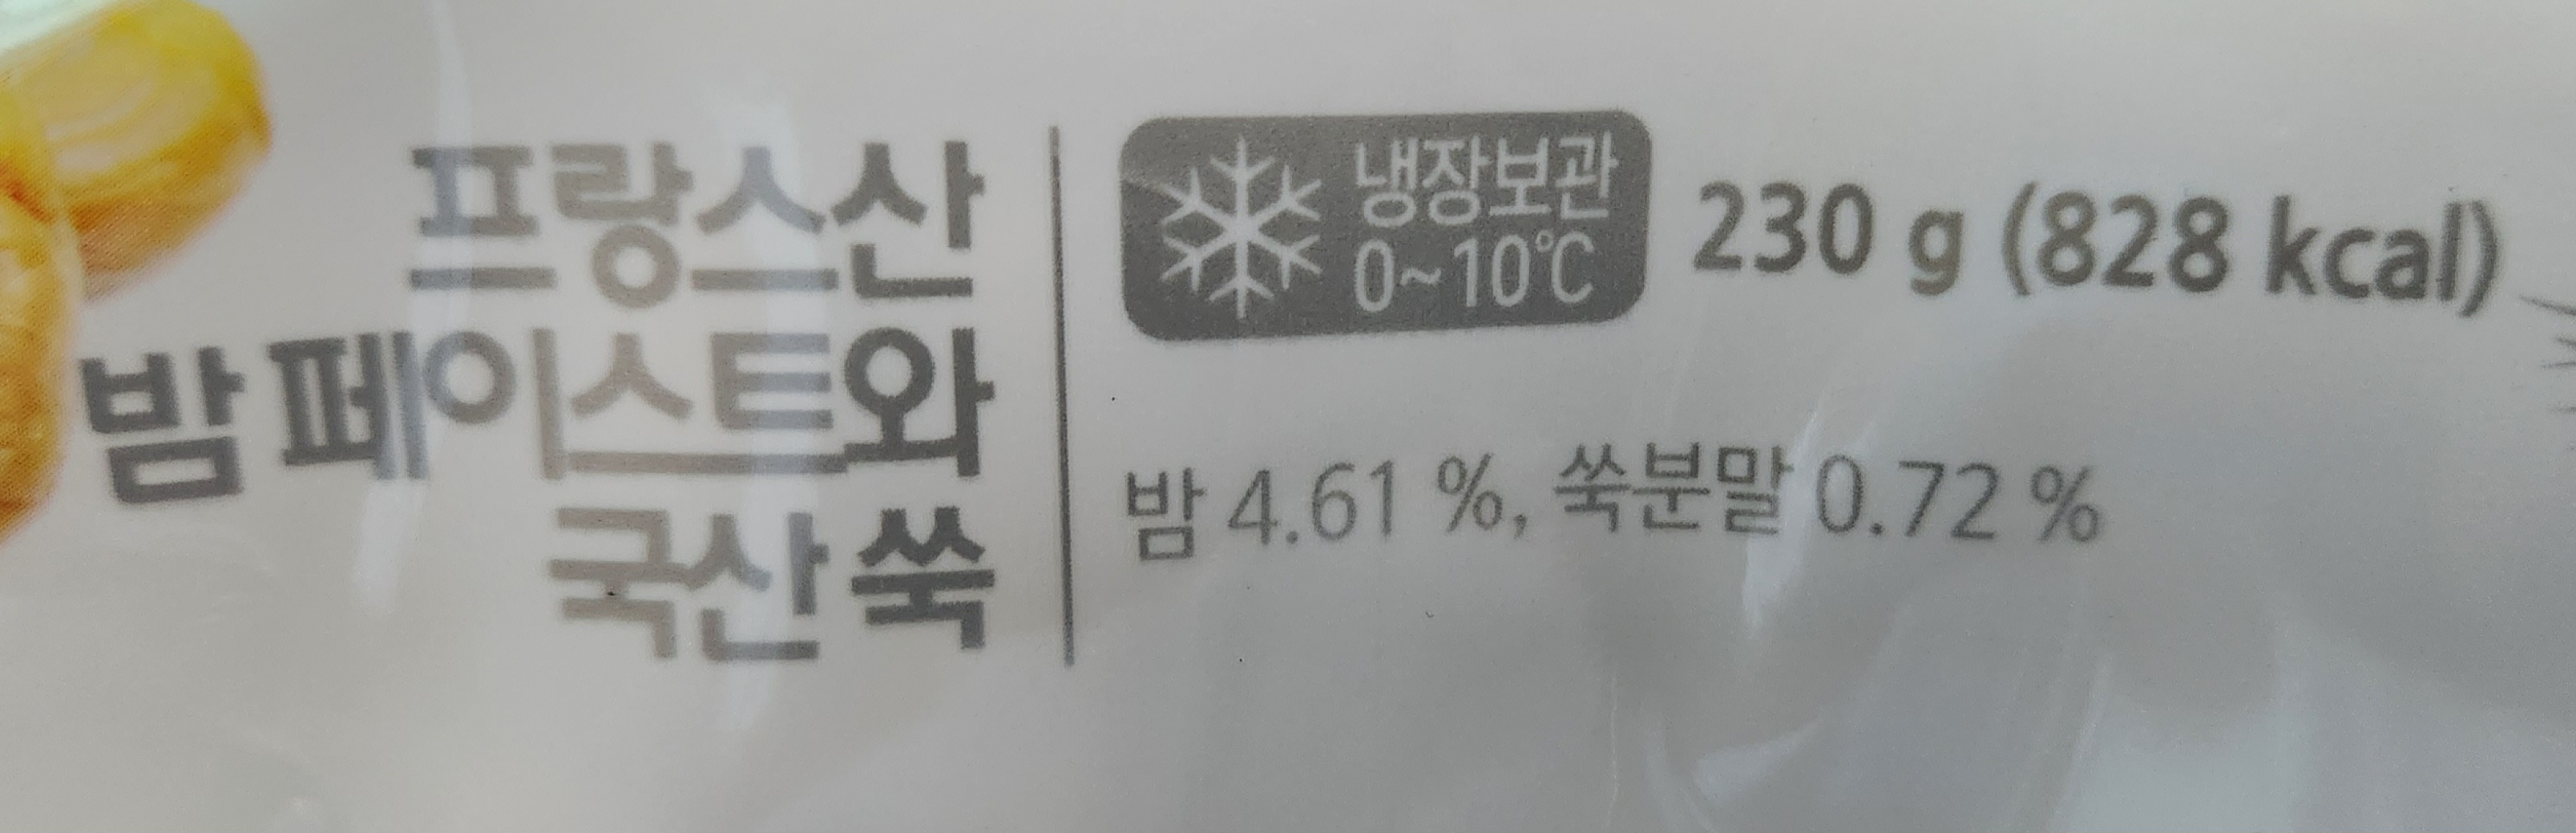 프랑스산
밤 페이스트와
국산 쑥
냉장보관
0~10℃
230 g (828 kcal)
밤 4.61 %, 쑥분말 0.72 %